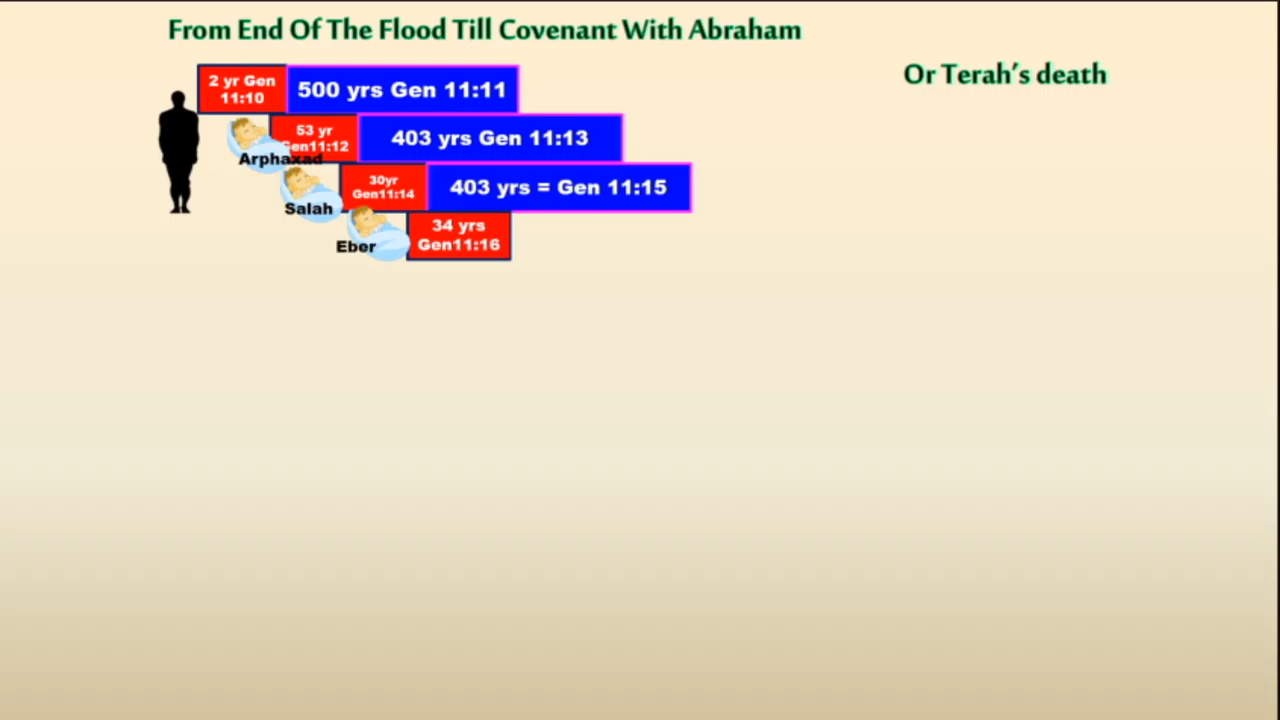 From End Of The Flood Till Covenant With Abraham
Or Terah's death
2 yr Gen
11:10
500 yrs Gen 11:11
53 yr
Gen11:12
403 yrs Gen 11:13
Arphaxad
30yr
Gen11:14
403 yrs = Gen 11:15
Salah
34 yrs
Gen11:16
Eber